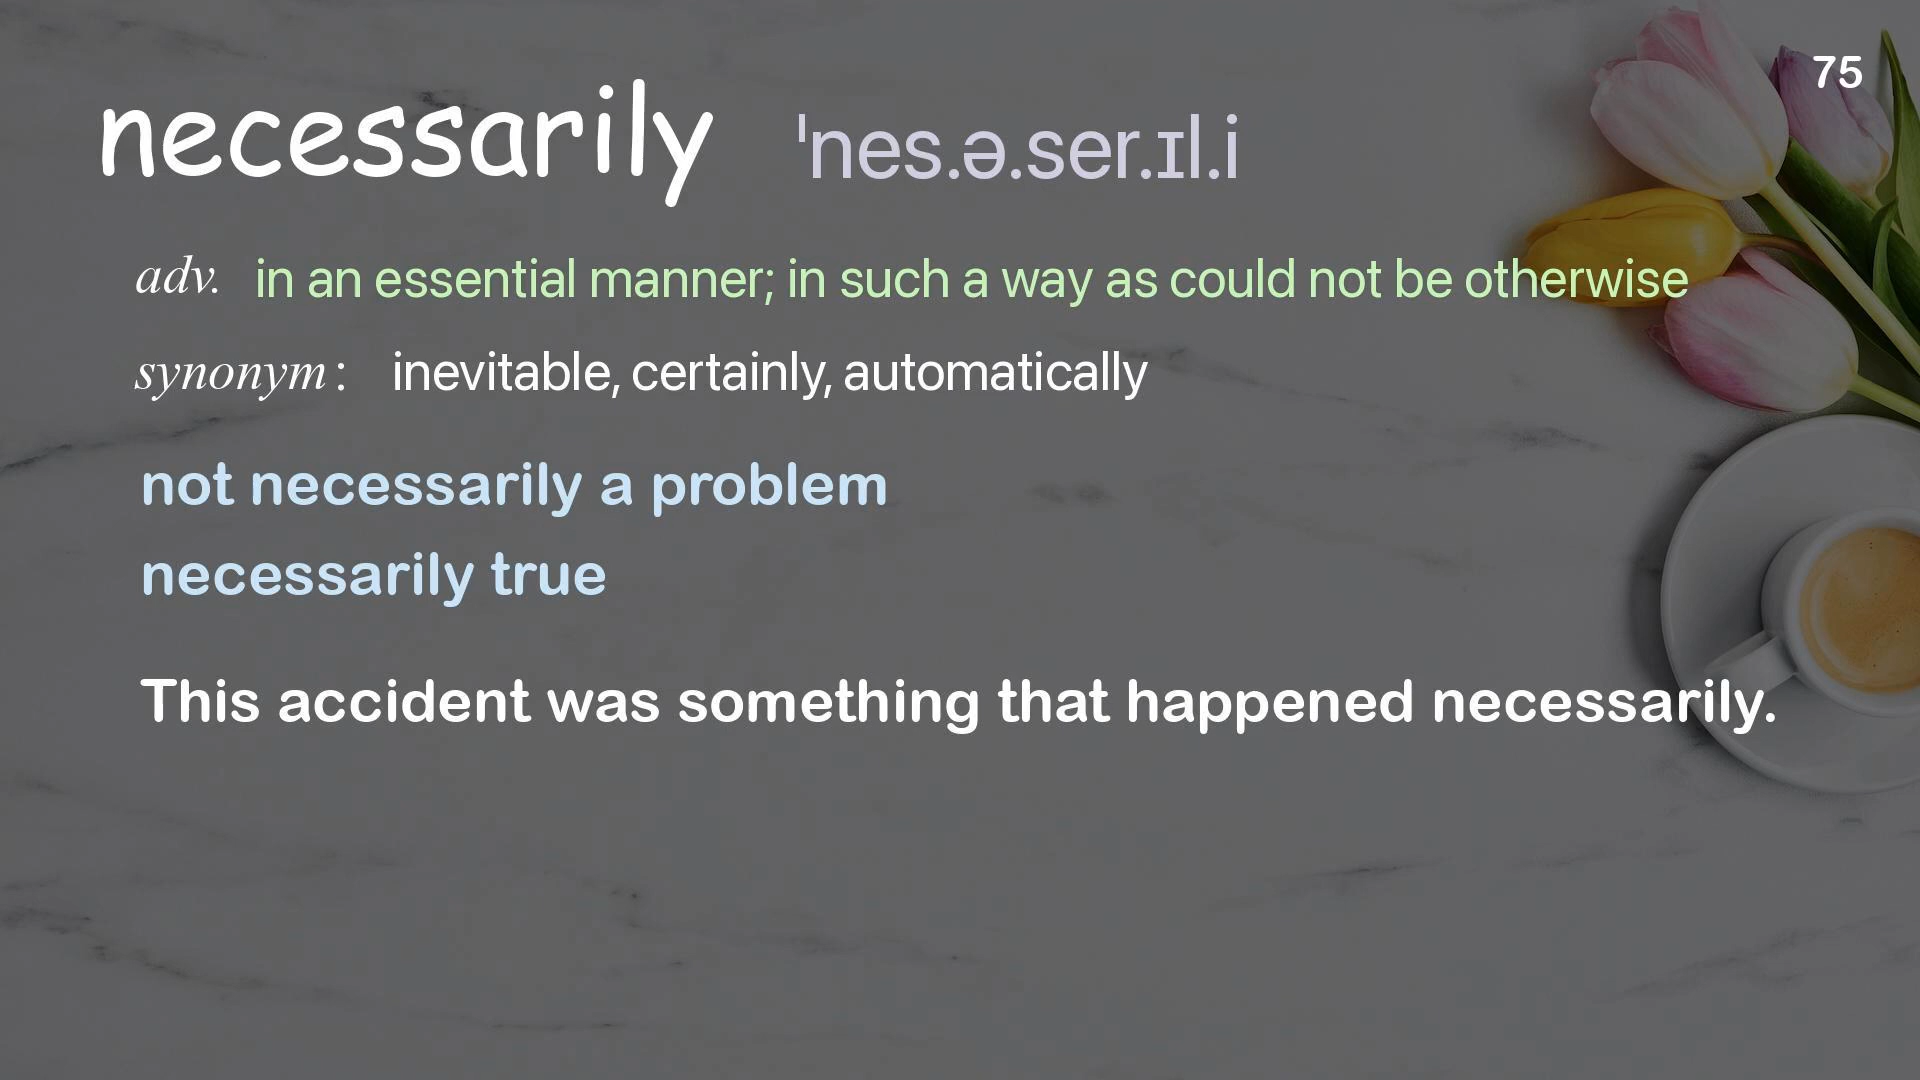 75
necessarily ˈnes.ə.ser.ɪl.i
adv. in an essential manner; in such a way as could not be otherwise
synonym : inevitable, certainly, automatically
not necessarily a problem
necessarily true
This accident was something that happened necessarily.